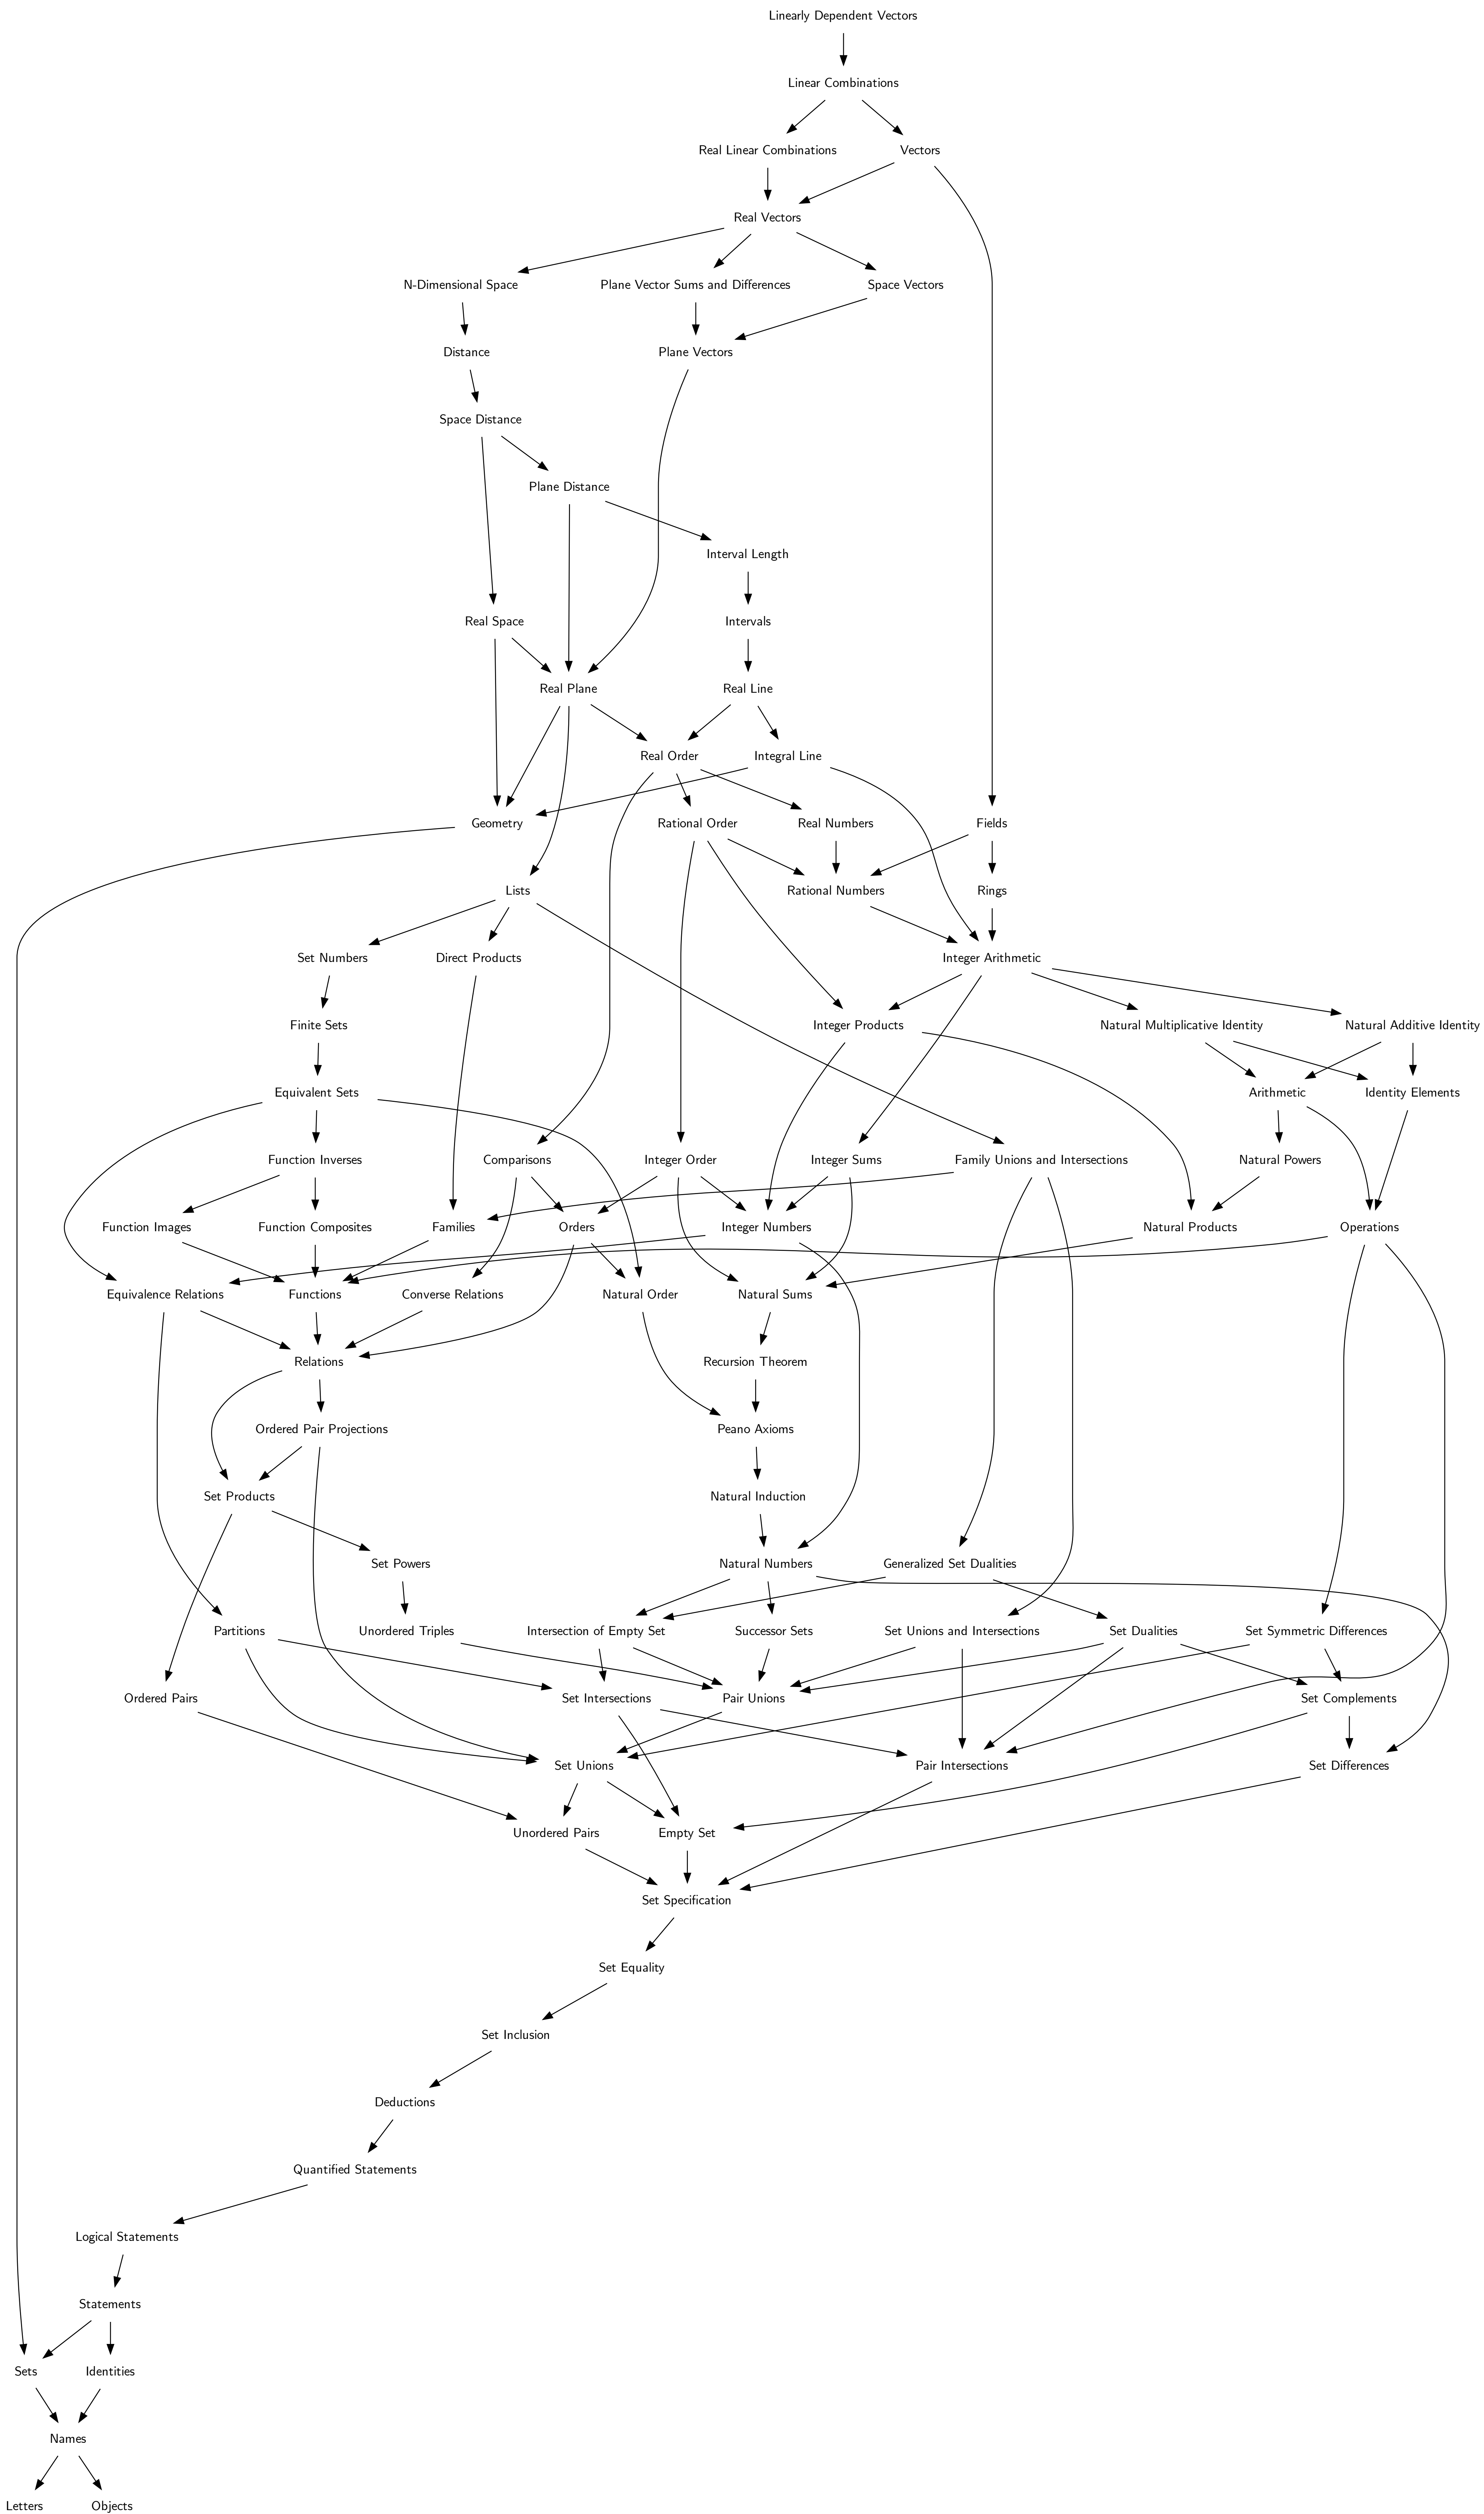 Linearly Dependent Vectors
Linear Combinations
Real Linear Combinations
Vectors
Real Vectors
N-Dimensional Space
Plane Vector Sums and Differences
Space Vectors
Distance
Plane Vectors
Space Distance
Plane Distance
Interval Length
Real Space
Intervals
Real Plane
Real Line
Real Order
Integral Line
Geometry
Rational Order
Real Numbers
Fields
Lists
Rational Numbers
Rings
Set Numbers
Direct Products
Integer Arithmetic
Finite Sets
Integer Products
Natural Multiplicative Identity
Natural Additive Identity
Equivalent Sets
Arithmetic
Identity Elements
Function Inverses
Comparisons
Integer Order
Integer Sums
Family Unions and Intersections
Natural Powers
Function Images
Function Composites
Families
Orders
Integer Numbers
Natural Products
Operations
Equivalence Relations
Functions
Converse Relations
Natural Order
Natural Sums
Relations
Recursion Theorem
Ordered Pair Projections
Peano Axioms
Set Products
Natural Induction
Set Powers
Natural Numbers
Generalized Set Dualities
Partitions
Unordered Triples
Intersection of Empty Set
Successor Sets
Set Unions and Intersections
Set Dualities
Set Symmetric Differences
Ordered Pairs
Set Intersections
Pair Unions
Set Complements
Set Unions
Pair Intersections
Set Differences
Unordered Pairs
Empty Set
Set Specification
Set Equality
Set Inclusion
Deductions
Quantified Statements
Logical Statements
Statements
Sets
Identities
Names
Letters
Objects